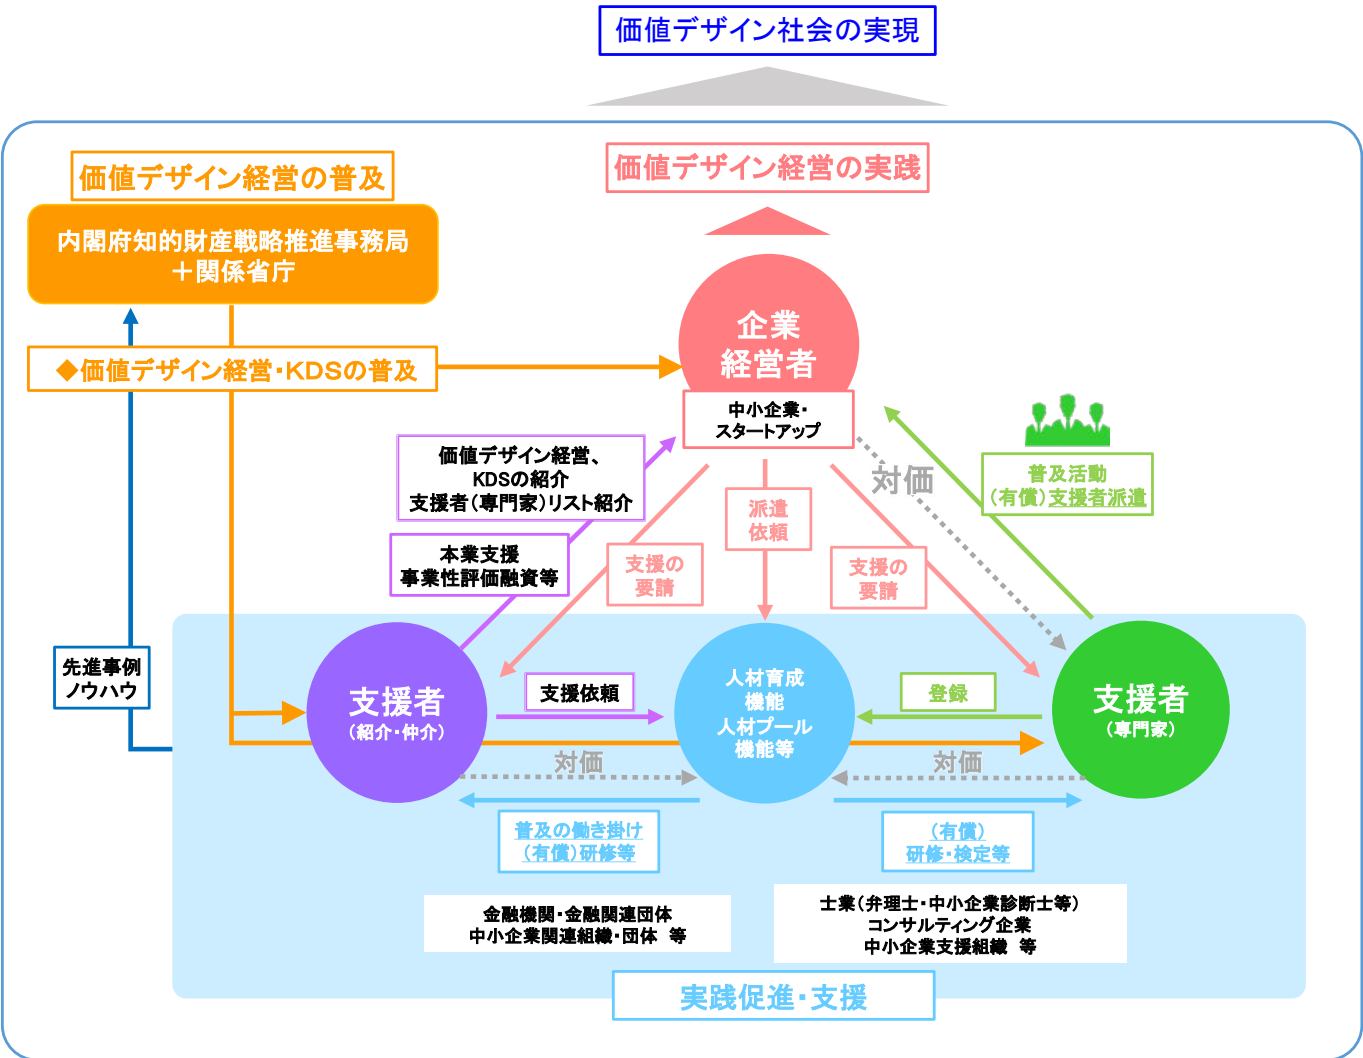 価値デザイン社会の実現
価値デザイン経営の普及
価値デザイン経営の実践
内閣府知的財産戦略推進事務局
＋関係省庁
◆価値デザイン経営・KDSの普及
企業
経営者
中小企業・
スタートアップ
価値デザイン経営、
KDSの紹介
支援者（専門家）リスト紹介
本業支援
事業性評価融資等
支援の
要請
派遣
依頼
支援の
要請
対価
普及活動
（有償）支援者派遣
先進事例
ノウハウ
支援者
（紹介・仲介）
支援依頼
人材育成
機能
人材プール
機能等
登録
支援者
（専門家）
対価
対価
普及の働き掛け
（有償）研修等
（有償）
研修・検定等
金融機関・金融関連団体
中小企業関連組織・団体　等
士業（弁理士・中小企業診断士等）
コンサルティング企業
中小企業支援組織　等
実践促進・支援